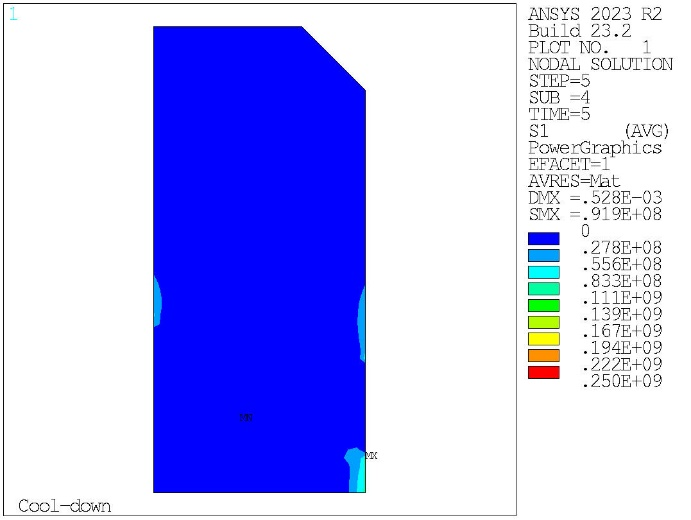 1
ANSYS 2023 R2
Build 23.2
PLOT NO. 1
NODAL SOLUTION
STEP=5
SUB =4
TIME=5
S1 (AVG)
PowerGraphics
EFACET=1
AVRES=Mat
DMX =.528E-03
SMX =.919E+08
0
.278E+08
.556E+08
.833E+08
.111E+09
.139E+09
.167E+09
.194E+09
.222E+09
.250E+09
MN
MX
Cool-down